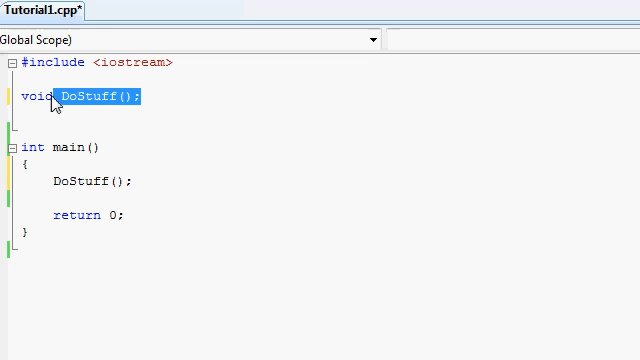 Tutorial1.cpp*
Global Scope)
#include <iostream>
void DoStuff();
int main()
{
DoStuff();
return 0;
}